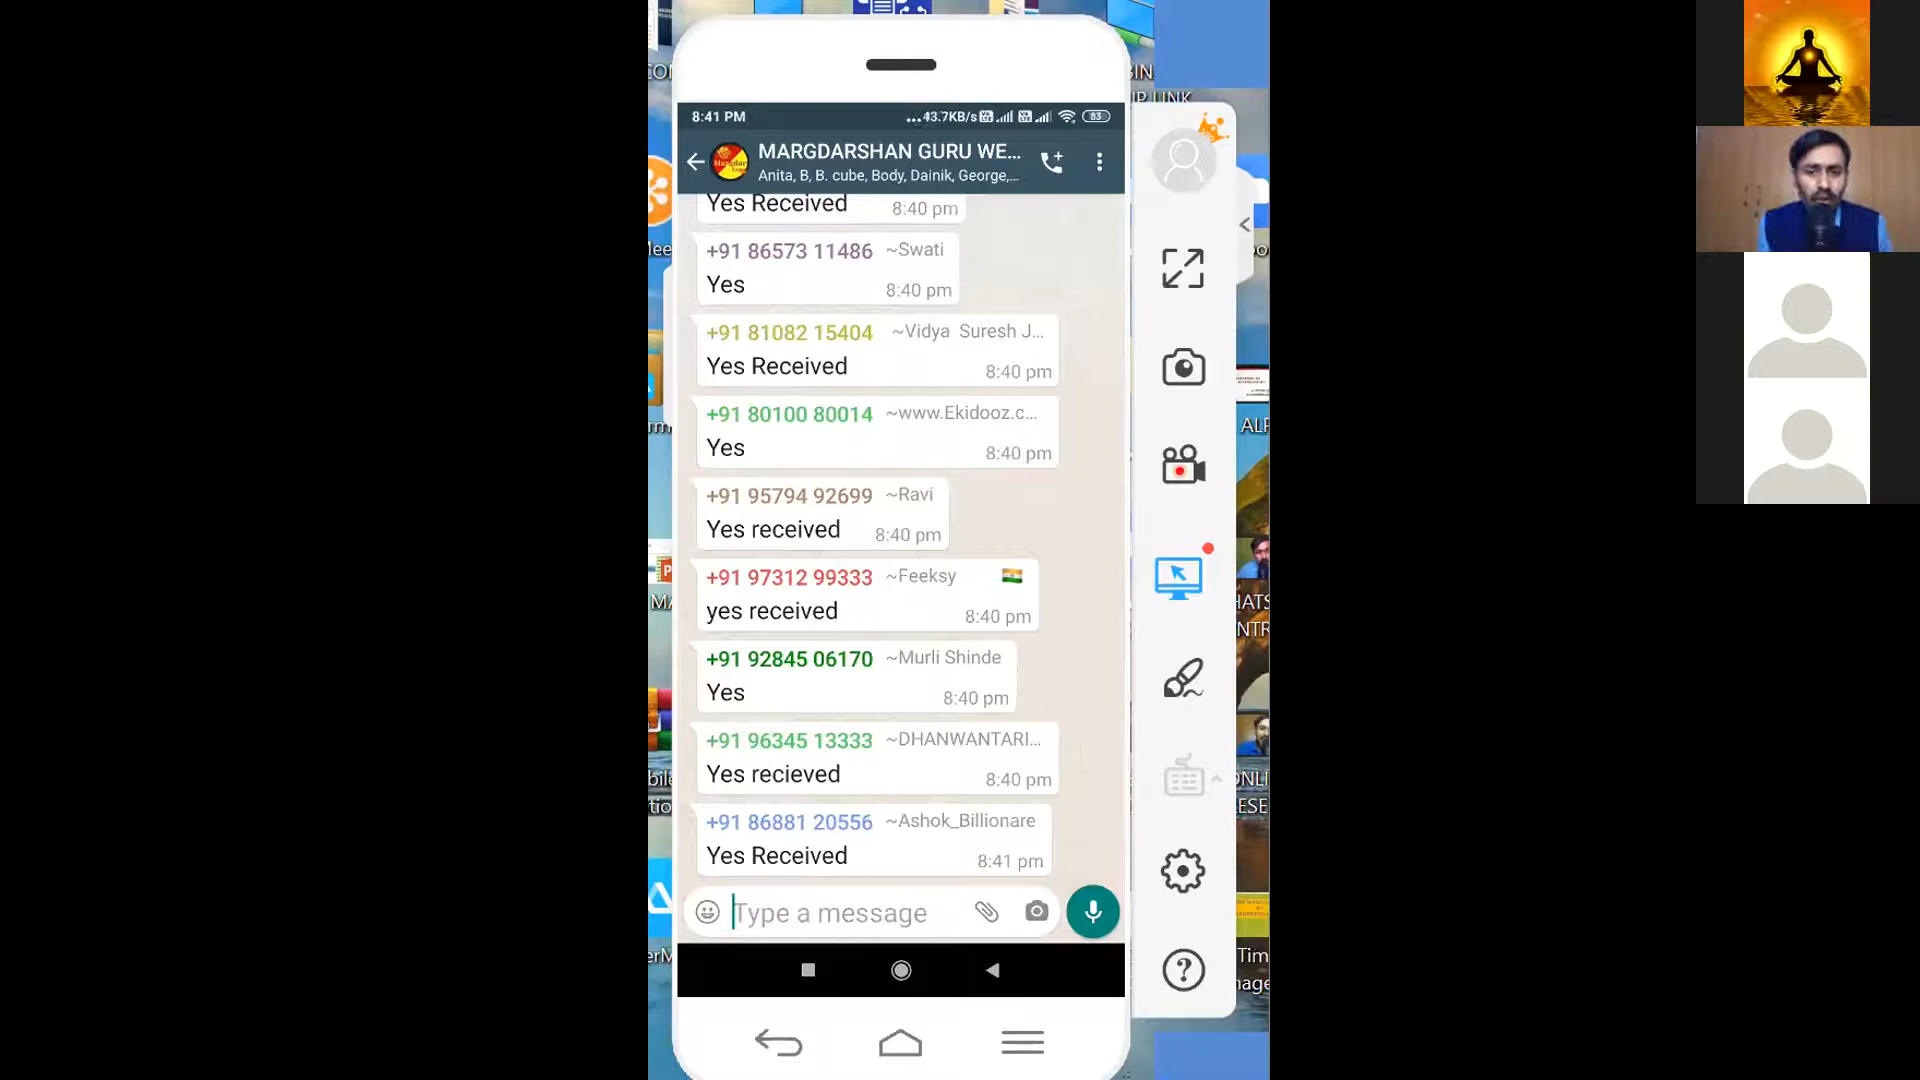 8:41 PM
...43.7KB/s
83
MARGDARSHAN GURU WE...
Anita, B, B. cube, Body, Dainik, George,...
Yes Received
8:40 pm
+91 86573 11486 ~Swati
Yes
8:40 pm
+91 81082 15404 ~Vidya Suresh J...
Yes Received
8:40 pm
+91 80100 80014 ~www.Ekidooz.c...
Yes
8:40 pm
+91 95794 92699 ~Ravi
Yes received
8:40 pm
+91 97312 99333 ~Feeksy
yes received
8:40 pm
+91 92845 06170 ~Murli Shinde
Yes
8:40 pm
+91 96345 13333 ~DHANWANTARI...
Yes recieved
8:40 pm
+91 86881 20556 ~Ashok_Billionare
Yes Received
8:41 pm
Type a message
LINK